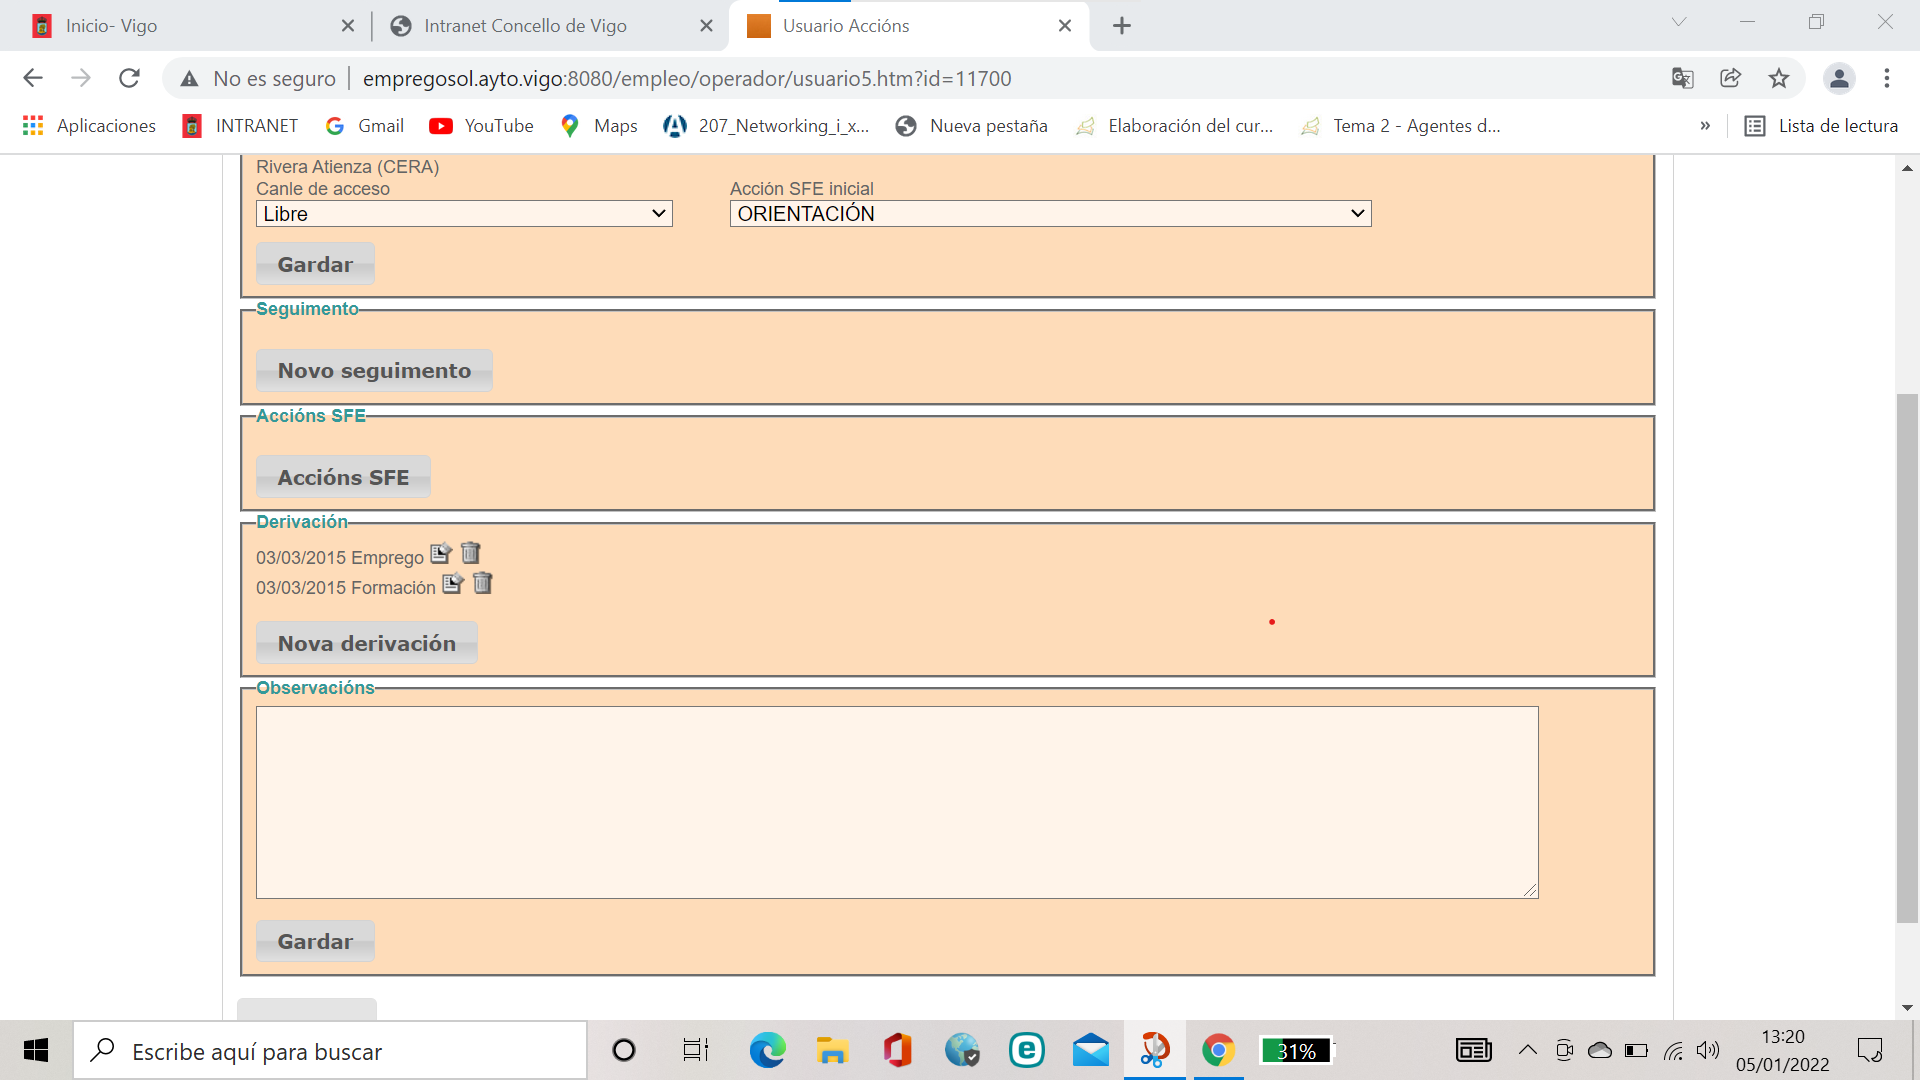 Inicio- Vigo
Intranet Concello de Vigo
Usuario Accións
No es seguro
empregosol.ayto.vigo:8080/empleo/operador/usuario5.htm?id=11700
Aplicaciones
INTRANET
Gmail
YouTube
Maps
207_Networking_i_x...
Nueva pestaña
Elaboración del cur...
Tema 2 - Agentes d...
»
Lista de lectura
Rivera Atienza (CERA)
Canle de acceso
Acción SFE inicial
Libre
ORIENTACIÓN
Gardar
Seguimento
Novo seguimento
Accións SFE
Accións SFE
Derivación
03/03/2015 Emprego
03/03/2015 Formación
Nova derivación
Observacións
Gardar
Escribe aquí para buscar
31%
13:20
05/01/2022